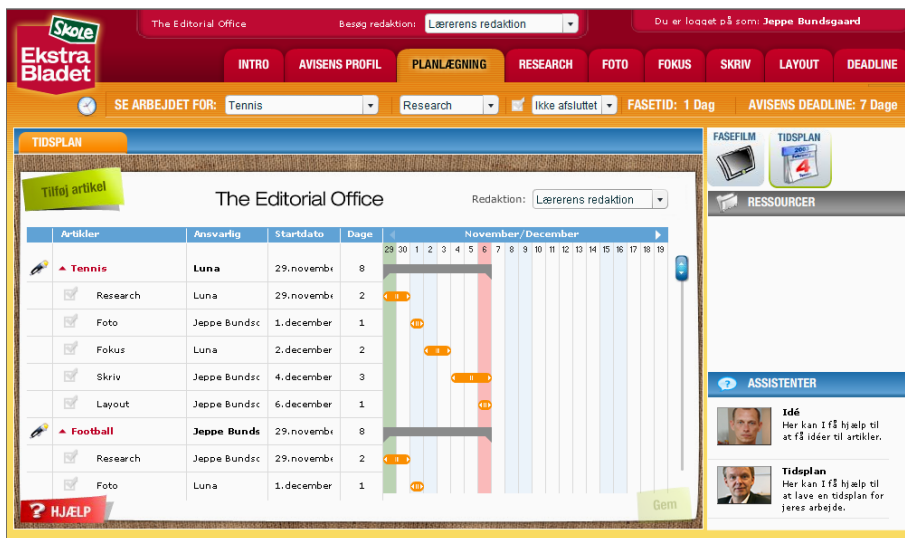 The Editorial Office
Besøg redaktion: Lærerens redaktion
Du er logget på som: Jeppe Bundsgaard
Skole
Ekstra
Bladet
INTRO AVISENS PROFIL PLANLÆGNING RESEARCH FOTO FOKUS SKRIV LAYOUT DEADLINE
SE ARBEJDET FOR: Tennis Research Ikke afsluttet FASETID: 1 Dag AVISENS DEADLINE: 7 Dage
TIDSPLAN
FASEFILM TIDSPLAN
Tilføj artikel
The Editorial Office
Redaktion: Lærerens redaktion
RESSOURCER
Artikler Ansvarlig Startdato Dage November/December
29 30 1 2 3 4 5 6 7 8 9 10 11 12 13 14 15 16 17 18 19
Tennis Luna 29.novembe 8
Research Luna 29.novembe 2
Foto Jeppe Bundsc 1.december 1
Fokus Luna 2.december 2
Skriv Jeppe Bundsc 4.december 3
Layout Jeppe Bundsc 6.december 1
Football Jeppe Bunds 29.novembe 8
Research Jeppe Bundsc 29.novembe 2
Foto Luna 1.december 1
HJÆLP
Gem
ASSISTENTER
Idé
Her kan I få hjælp til
at få idéer til artikler.
Tidsplan
Her kan I få hjælp til
at lave en tidsplan for
jeres arbejde.